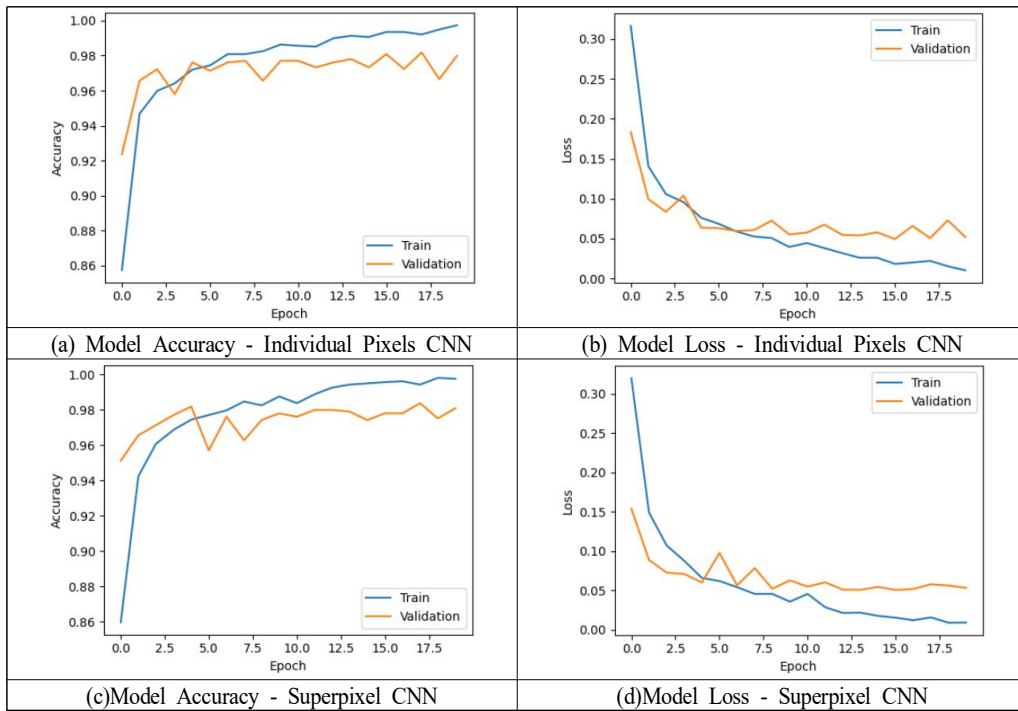 1.00
0.98
0.96
0.94
0.92
0.90
0.88
0.86
Accuracy
Train
Validation
0.0 2.5 5.0 7.5 10.0 12.5 15.0 17.5
Epoch
0.30
0.25
0.20
0.15
0.10
0.05
0.00
Loss
Train
Validation
0.0 2.5 5.0 7.5 10.0 12.5 15.0 17.5
Epoch
(a) Model Accuracy - Individual Pixels CNN
(b) Model Loss - Individual Pixels CNN
1.00
0.98
0.96
0.94
0.92
0.90
0.88
0.86
Accuracy
Train
Validation
0.0 2.5 5.0 7.5 10.0 12.5 15.0 17.5
Epoch
0.30
0.25
0.20
0.15
0.10
0.05
0.00
Loss
Train
Validation
0.0 2.5 5.0 7.5 10.0 12.5 15.0 17.5
Epoch
(c)Model Accuracy - Superpixel CNN
(d)Model Loss - Superpixel CNN